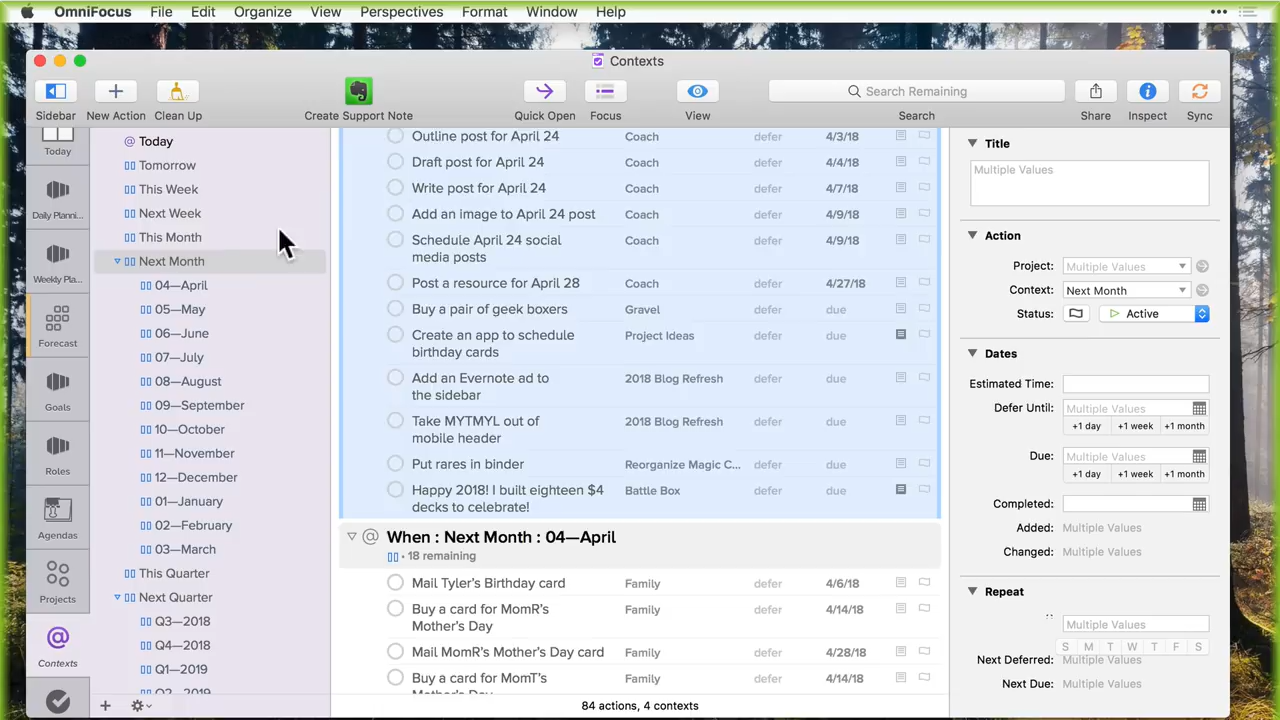 OmniFocus File Edit Organize View Perspectives Format Window Help
Contexts
Search Remaining
Sidebar New Action Clean Up Create Support Note Quick Open Focus View Search Share Inspect Sync
Today
Daily Planni...
Weekly Pla...
Forecast
Goals
Roles
Agendas
Projects
@
Contexts
@ Today
Tomorrow
This Week
Next Week
This Month
Next Month
04—April
05—May
06—June
07—July
08—August
09—September
10—October
11—November
12—December
01—January
02—February
03—March
This Quarter
Next Quarter
Q3—2018
Q4—2018
Q1—2019
Q2—2019
Outline post for April 24 Coach defer 4/3/18
Draft post for April 24 Coach defer 4/4/18
Write post for April 24 Coach defer 4/7/18
Add an image to April 24 post Coach defer 4/9/18
Schedule April 24 social Coach defer 4/9/18
media posts
Post a resource for April 28 Coach defer 4/27/18
Buy a pair of geek boxers Gravel defer due
Create an app to schedule Project Ideas defer due
birthday cards
Add an Evernote ad to 2018 Blog Refresh defer due
the sidebar
Take MYTMYL out of 2018 Blog Refresh defer due
mobile header
Put rares in binder Reorganize Magic C... defer due
Happy 2018! I built eighteen $4 Battle Box defer due
decks to celebrate!
@ When : Next Month : 04—April
• 18 remaining
Mail Tyler's Birthday card Family defer 4/6/18
Buy a card for MomR's Family defer 4/14/18
Mother's Day
Mail MomR's Mother's Day card Family defer 4/28/18
Buy a card for MomT's Family defer 4/14/18
Mother's Day
84 actions, 4 contexts
Title
Multiple Values
Action
Project: Multiple Values
Context: Next Month
Status: Active
Dates
Estimated Time:
Defer Until: Multiple Values
+1 day +1 week +1 month
Due: Multiple Values
+1 day +1 week +1 month
Completed:
Added: Multiple Values
Changed: Multiple Values
Repeat
Multiple Values
S M T W T F S
Next Deferred: Multiple Values
Next Due: Multiple Values